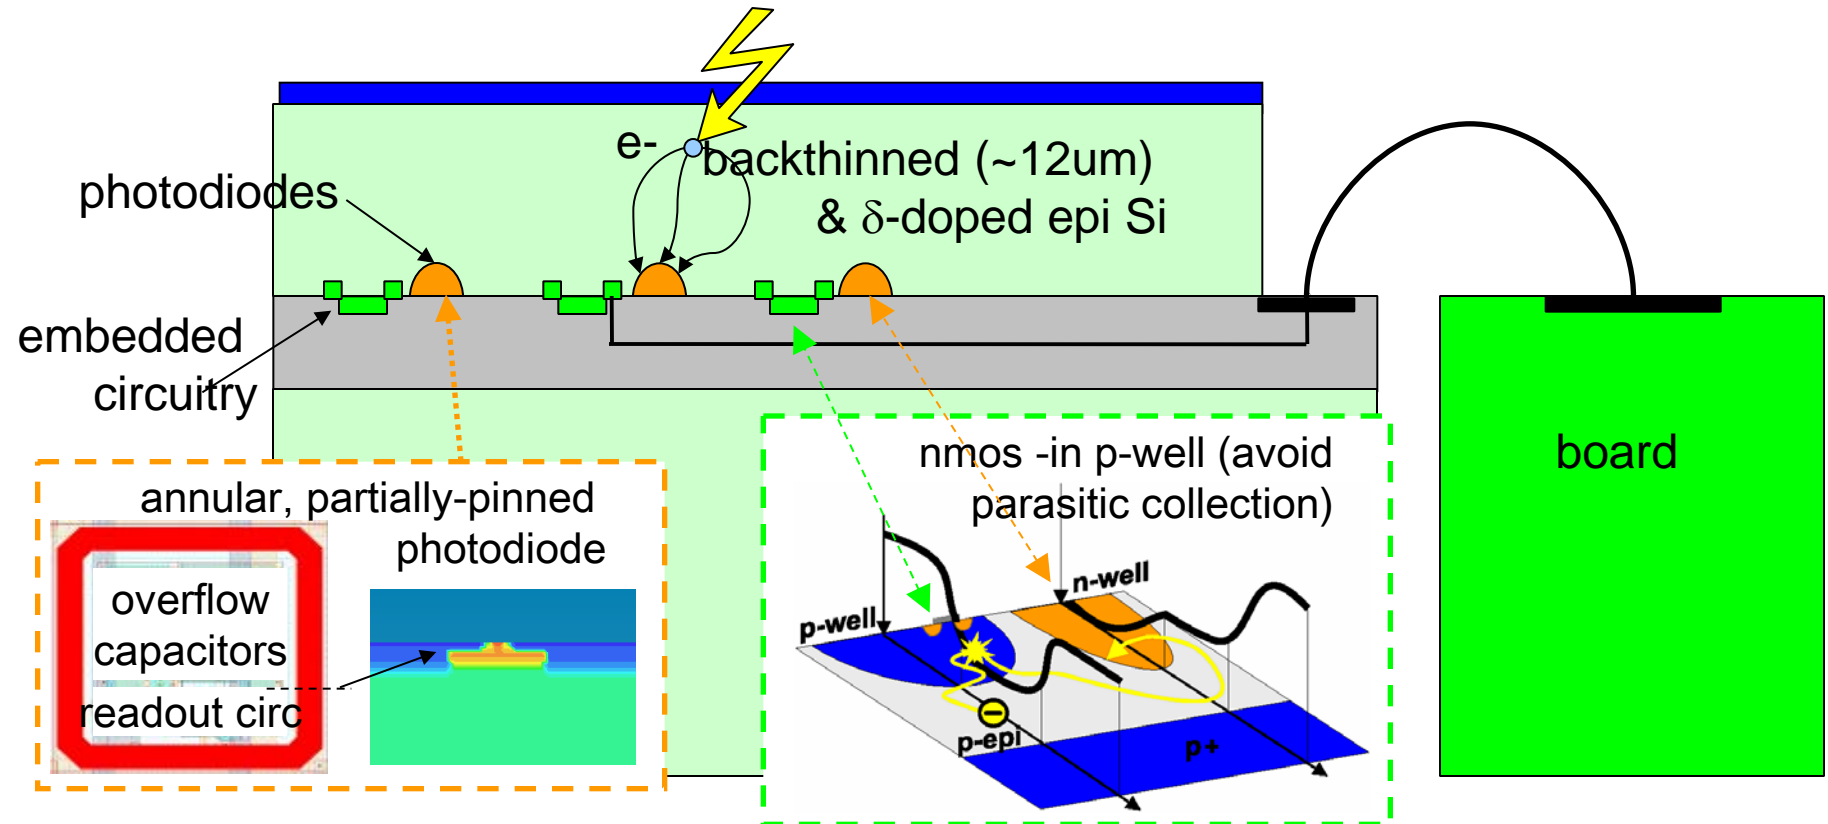 e-
backthinned (~12um)
& δ-doped epi Si
photodiodes
embedded
circuitry
board
nmos -in p-well (avoid
parasitic collection)
annular, partially-pinned
photodiode
overflow
capacitors
readout circ
n-well
p-well
p-epi
p+